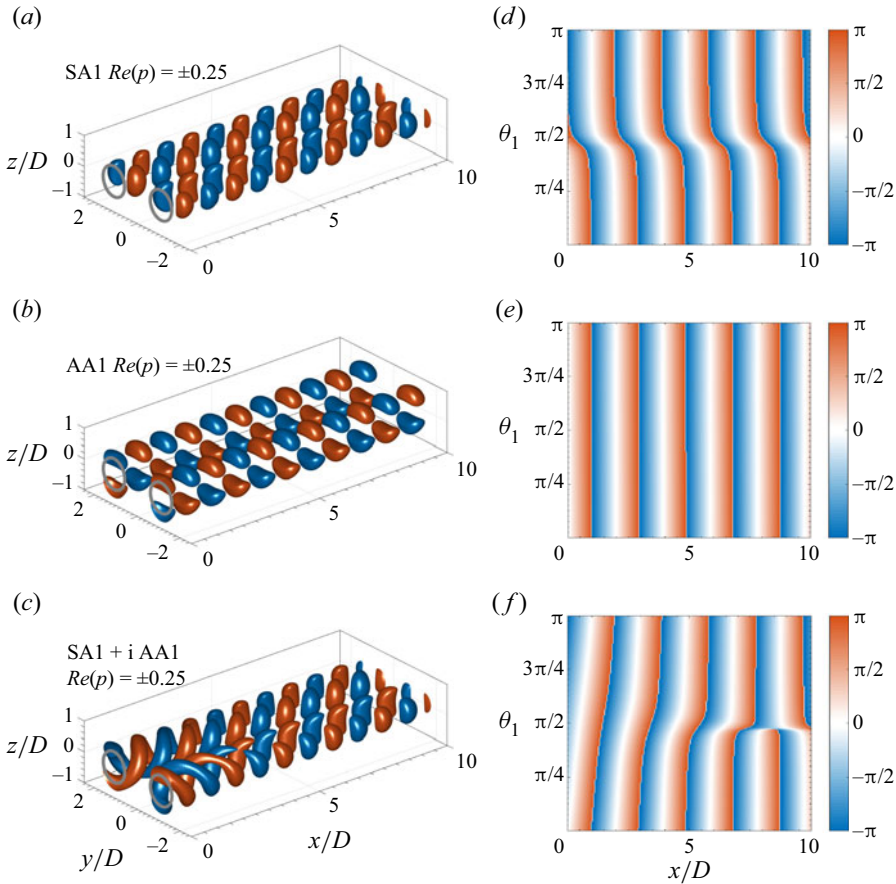 (a)
SA1 Re(p) = ±0.25
z/D
1
0
–1
2
0
–2
0
5
10
(d)
θ1
π
3π/4
π/2
π/4
0
5
10
π
π/2
0
–π/2
–π
(b)
AA1 Re(p) = ±0.25
z/D
1
0
–1
2
0
–2
0
5
10
(e)
θ1
π
3π/4
π/2
π/4
0
5
10
π
π/2
0
–π/2
–π
(c)
SA1 + i AA1
Re(p) = ±0.25
z/D
1
0
–1
2
0
–2
y/D
0
5
10
x/D
(f)
θ1
π
3π/4
π/2
π/4
0
5
10
x/D
π
π/2
0
–π/2
–π